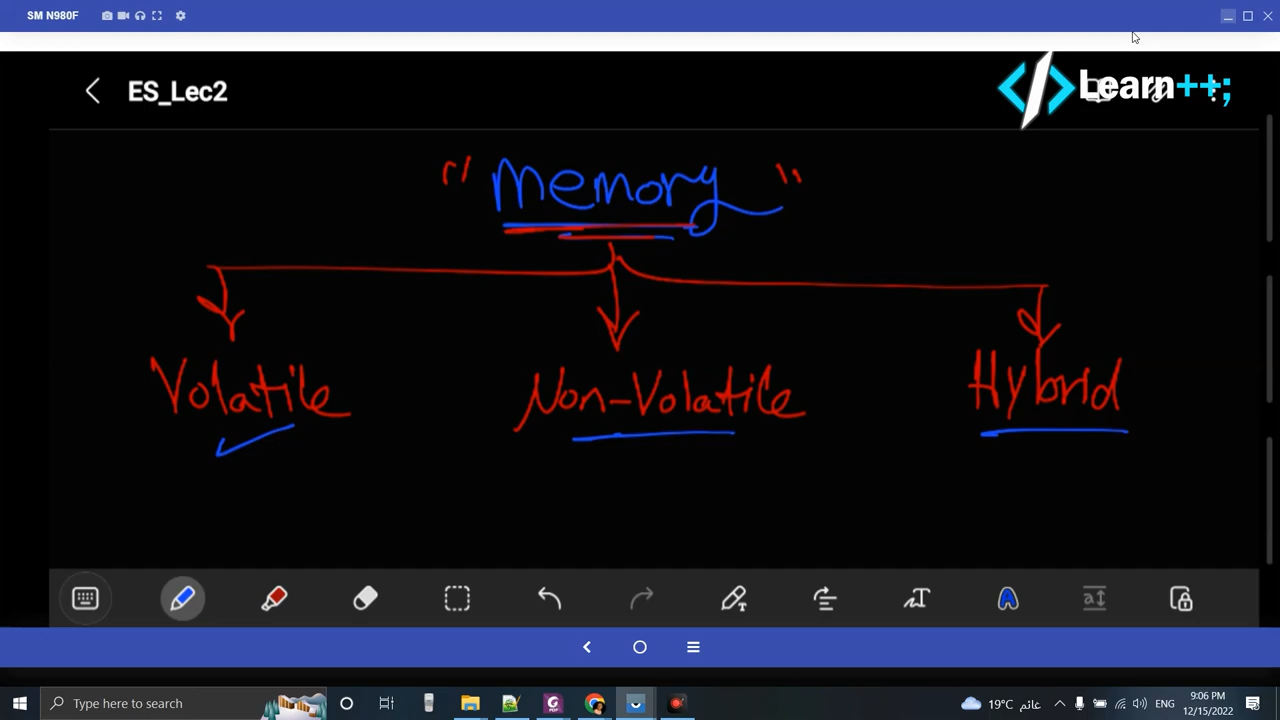 SM N980F
ES_Lec2
</> Learn++;
"Memory"
Volatile Non-Volatile Hybrid
Type here to search
19°C غائم
ENG
9:06 PM
12/15/2022